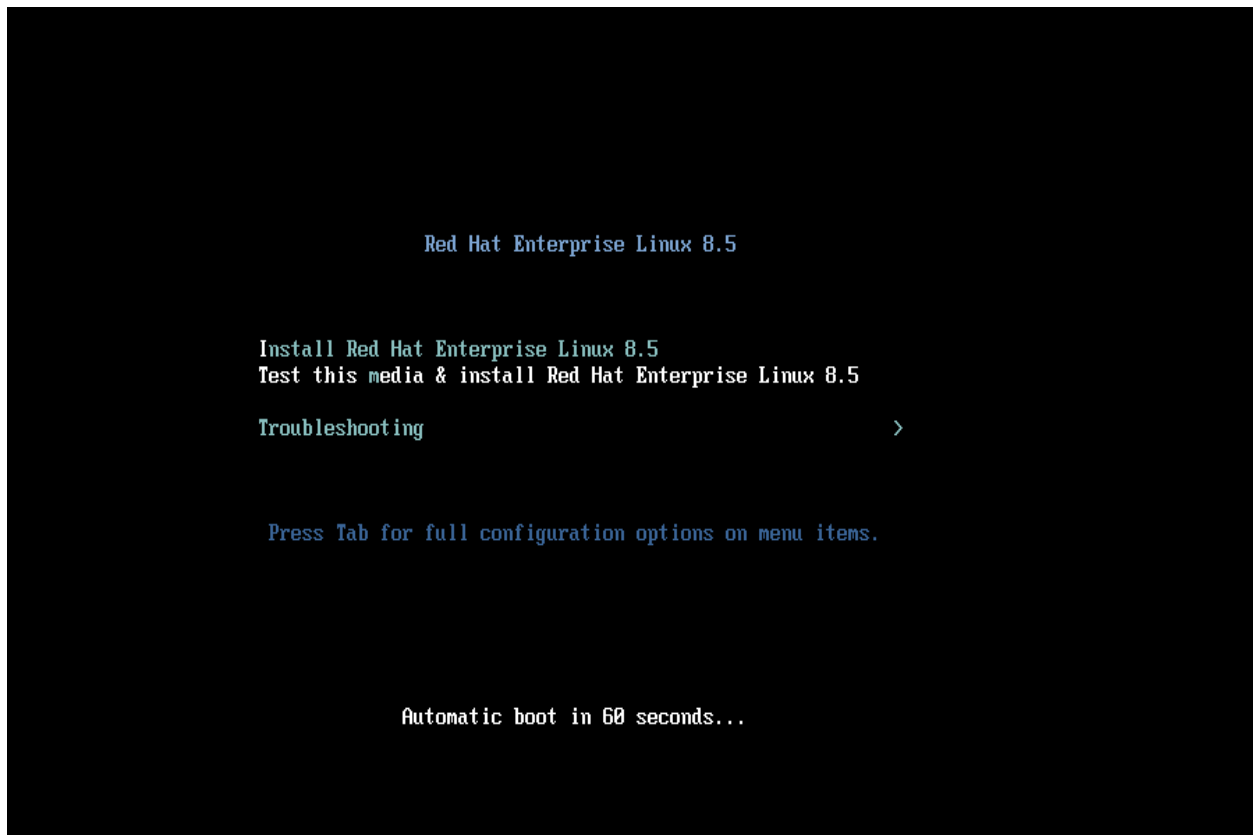 Red Hat Enterprise Linux 8.5
Install Red Hat Enterprise Linux 8.5
Test this media & install Red Hat Enterprise Linux 8.5
Troubleshooting >
Press Tab for full configuration options on menu items.
Automatic boot in 60 seconds...